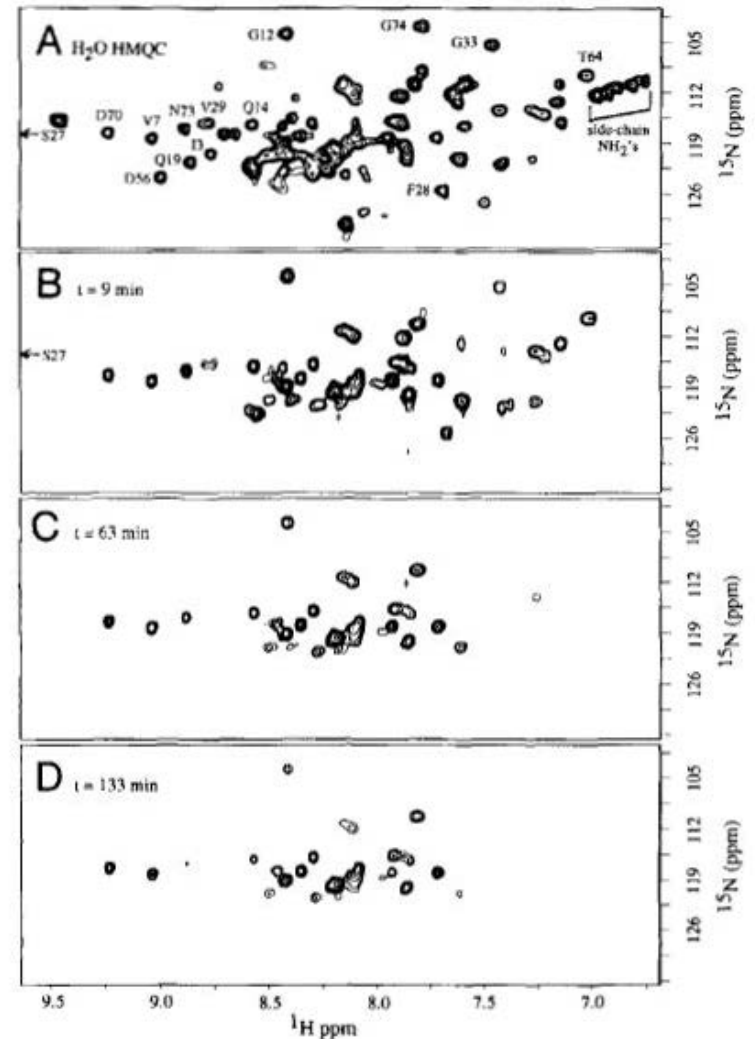 A H₂O HMQC
G12
G74
G33
T64
105
112
119
126
¹⁵N (ppm)
D70
V7
N73
V29
Q14
S27
I3
Q19
D56
F28
side-chain
NH₂'s
B t = 9 min
S27
105
112
119
126
¹⁵N (ppm)
C t = 63 min
105
112
119
126
¹⁵N (ppm)
D t = 133 min
105
112
119
126
¹⁵N (ppm)
9.5 9.0 8.5 8.0 7.5 7.0
¹H ppm